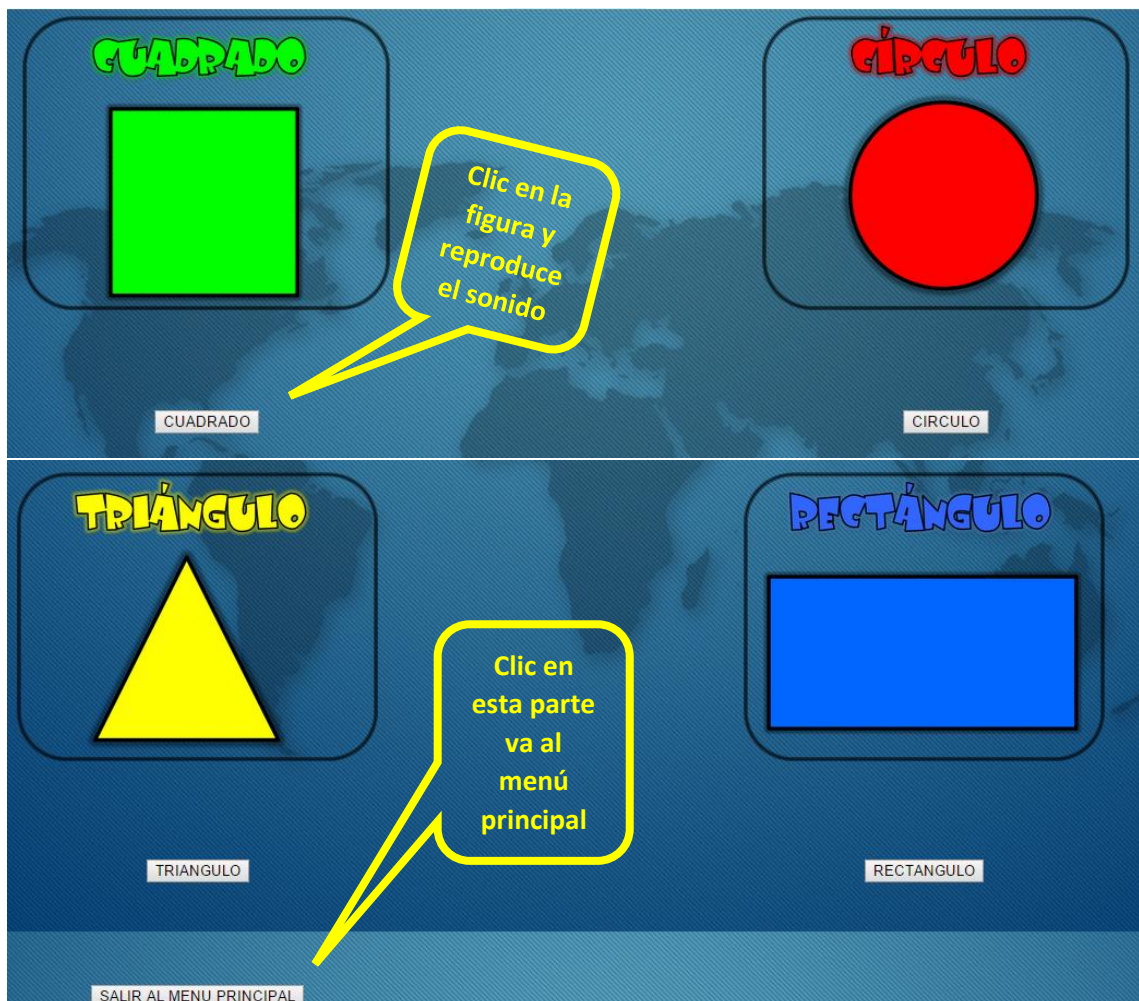 CUADRADO
CÍRCULO
Clic en la
figura y
reproduce
el sonido
CUADRADO
CIRCULO
TRIÁNGULO
RECTÁNGULO
Clic en
esta parte
va al
menú
principal
TRIANGULO
RECTANGULO
SALIR AL MENU PRINCIPAL